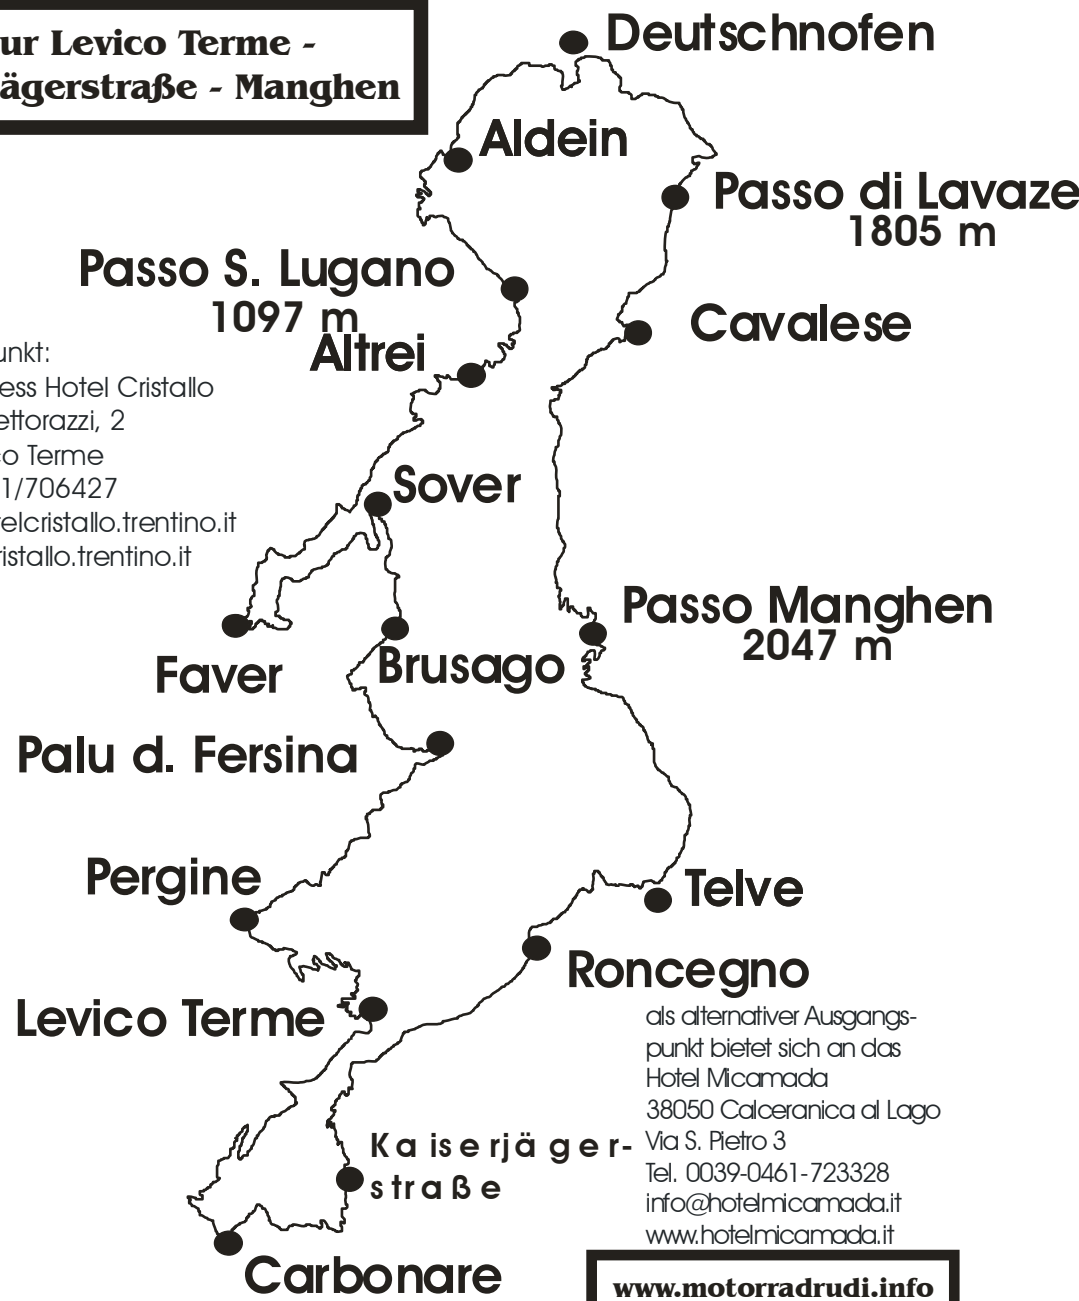 ur Levico Terme -
ägerstraße - Manghen
Deutschnofen
Aldein
Passo di Lavaze
1805 m
Passo S. Lugano
1097 m
Cavalese
Altrei
unkt:
ess Hotel Cristallo
ettorazzi, 2
o Terme
1/706427
elcristallo.trentino.it
ristallo.trentino.it
Sover
Passo Manghen
2047 m
Faver
Brusago
Palu d. Fersina
Pergine
Telve
Roncegno
Levico Terme
als alternativer Ausgangs-
punkt bietet sich an das
Hotel Micamada
38050 Calceranica al Lago
Via S. Pietro 3
Tel. 0039-0461-723328
info@hotelmicamada.it
www.hotelmicamada.it
Kaiserjäger-
straße
Carbonare
www.motorradrudi.info